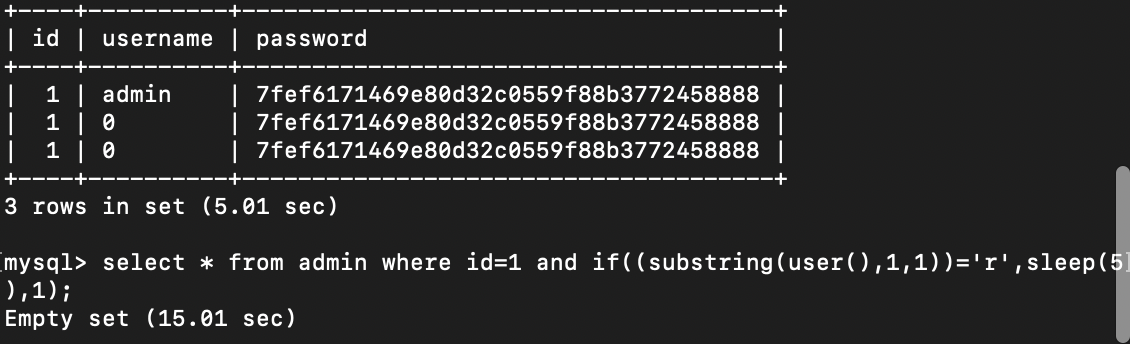 +----+----------+----------------------------------+
| id | username | password                         |
+----+----------+----------------------------------+
|  1 | admin    | 7fef6171469e80d32c0559f88b3772458888 |
|  1 | 0        | 7fef6171469e80d32c0559f88b3772458888 |
|  1 | 0        | 7fef6171469e80d32c0559f88b3772458888 |
+----+----------+----------------------------------+
3 rows in set (5.01 sec)
[mysql> select * from admin where id=1 and if((substring(user(),1,1))='r',sleep(5]
),1);
Empty set (15.01 sec)